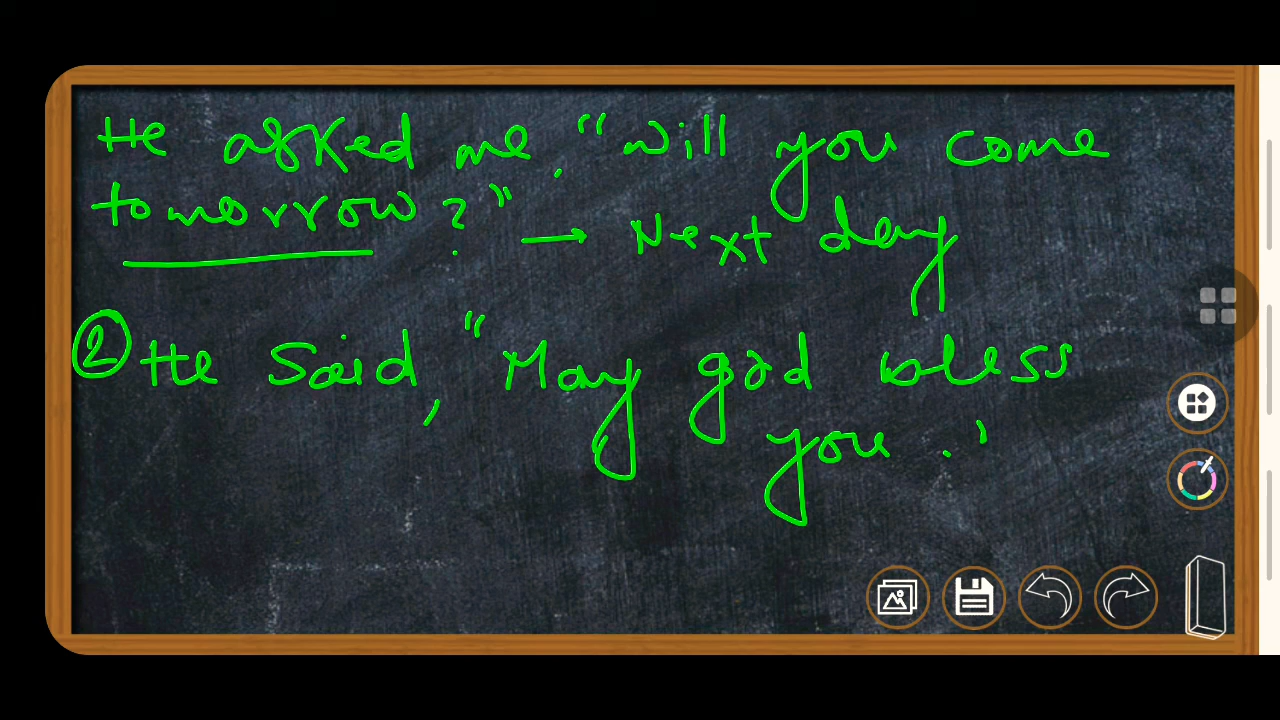 He asked me. "Will you come
tomorrow?" → Next day
② He Said, "May god bless
you.'